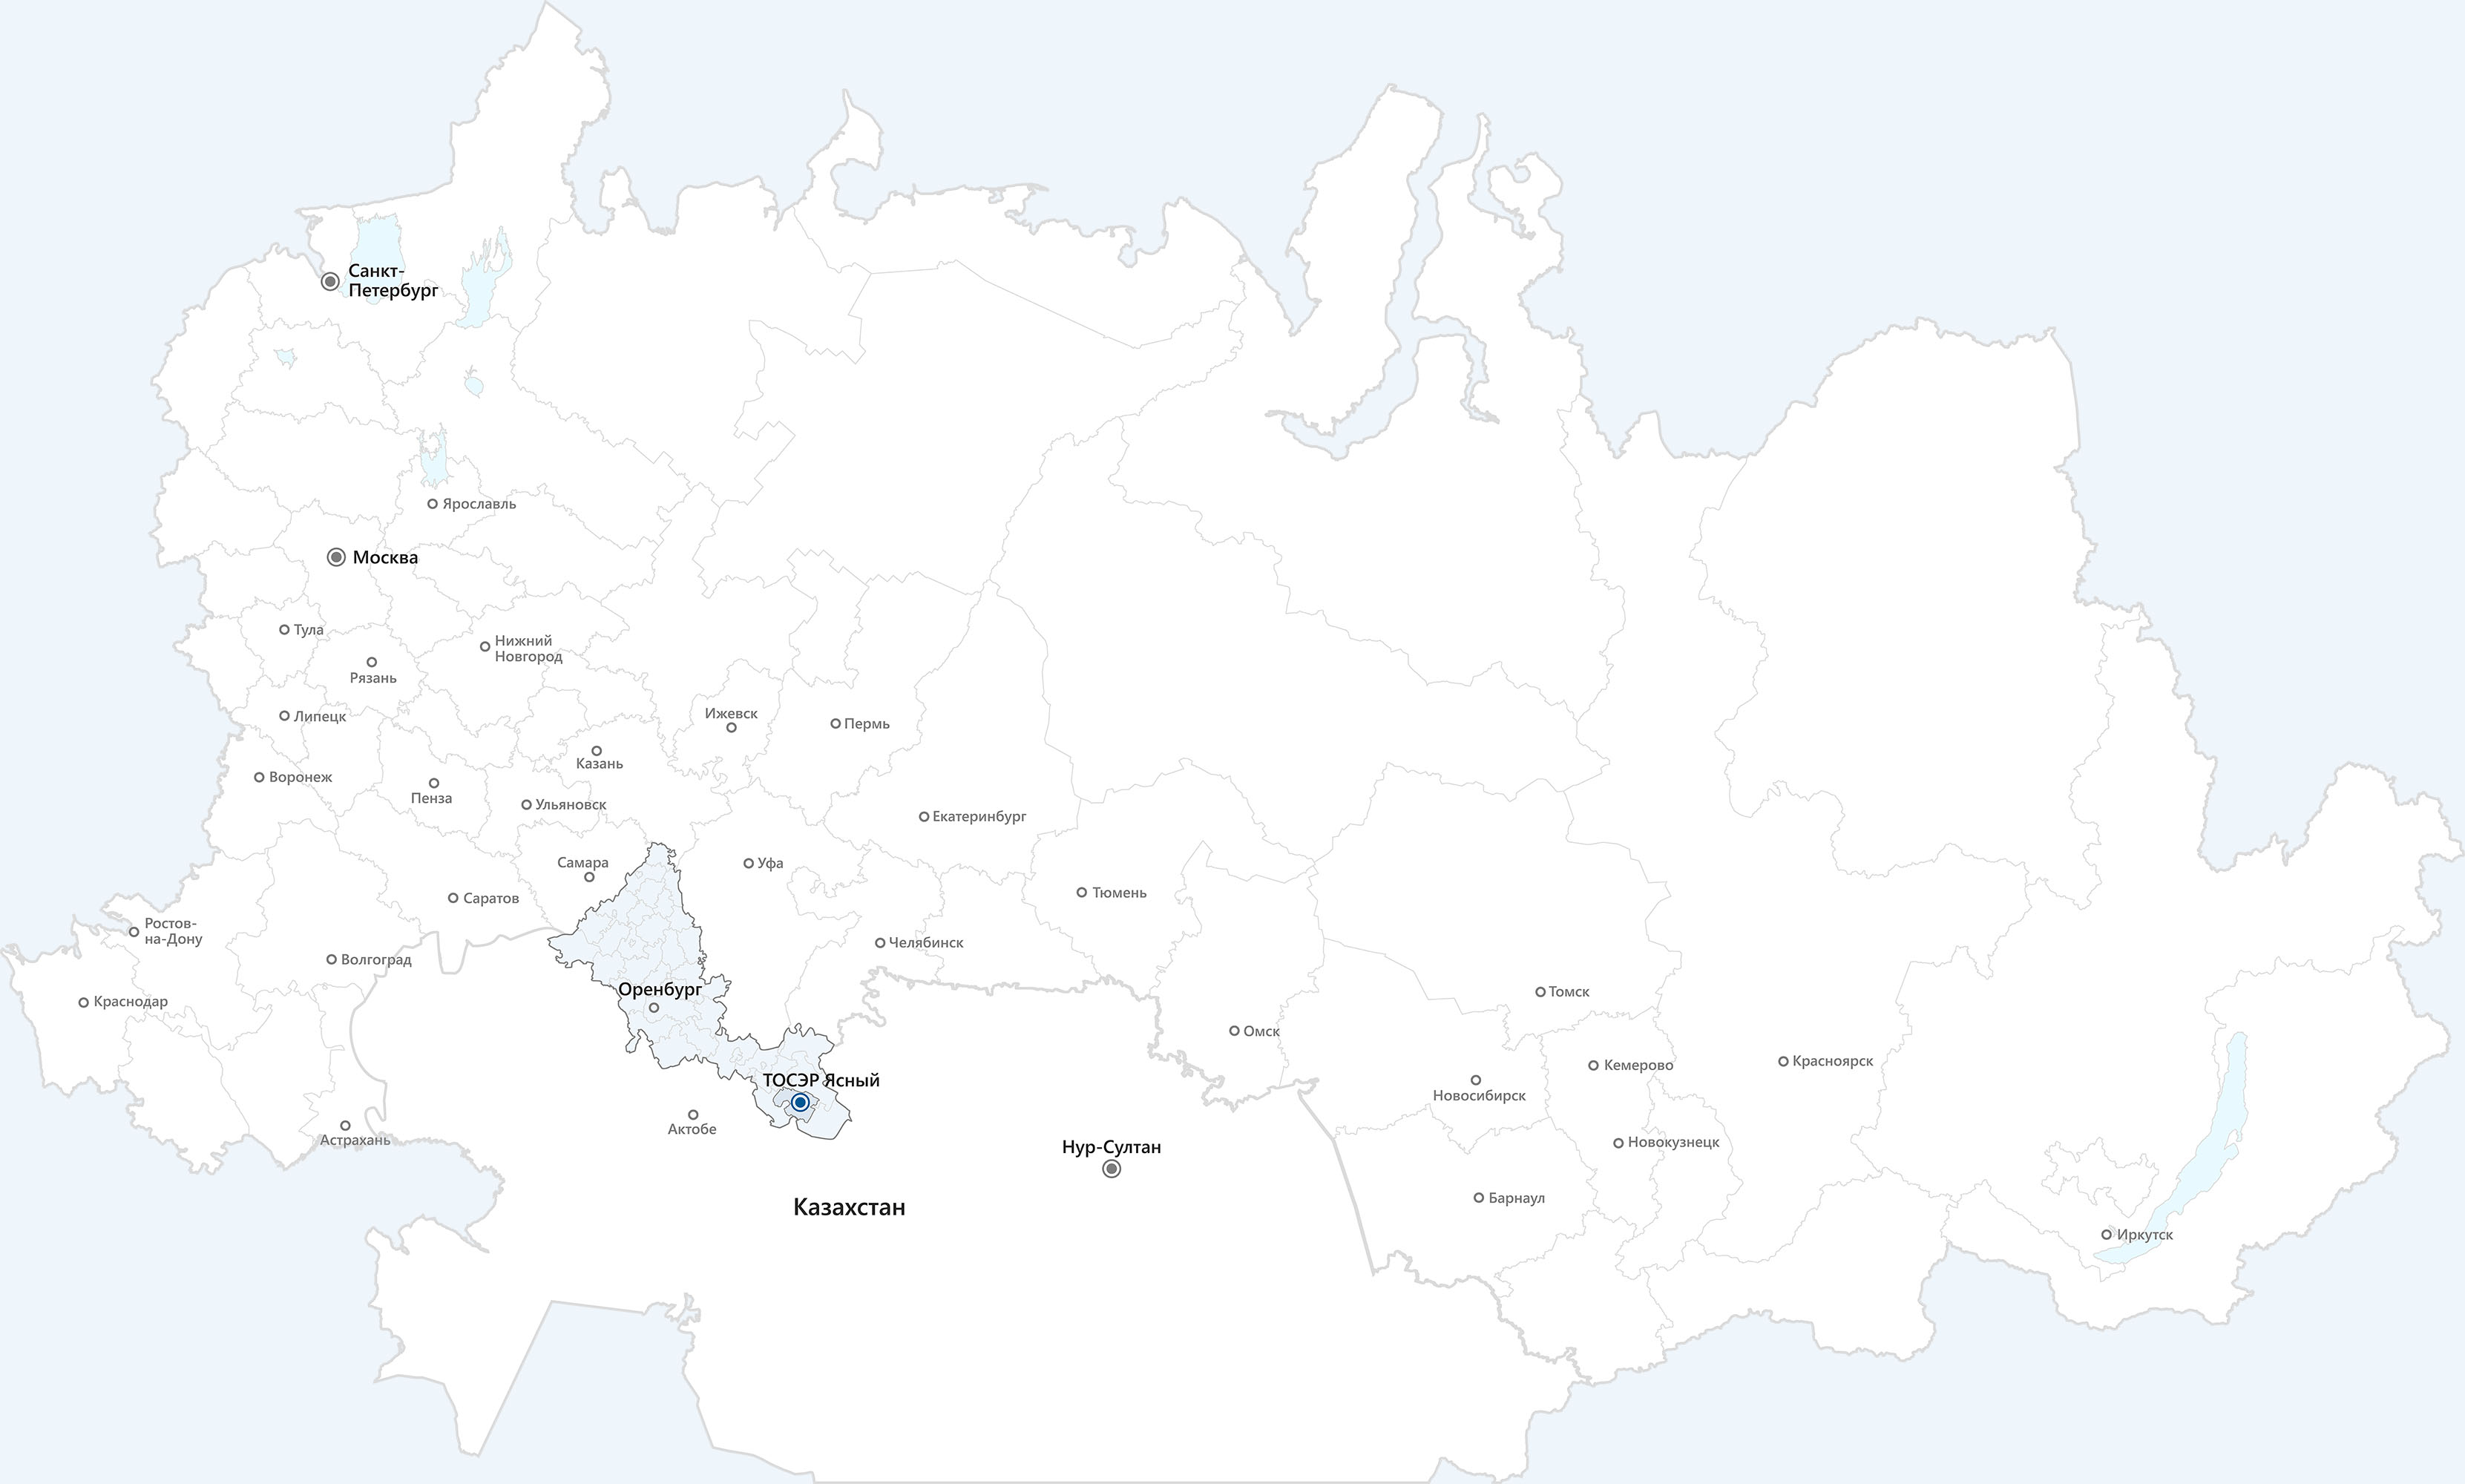 Санкт-
Петербург
Ярославль
Москва
Тула
Нижний
Новгород
Рязань
Липецк
Ижевск
Пермь
Казань
Воронеж
Пенза
Ульяновск
Екатеринбург
Самара
Уфа
Тюмень
Саратов
Ростов-
на-Дону
Челябинск
Волгоград
Оренбург
Томск
Краснодар
Омск
Кемерово
Красноярск
ТОСЭР Ясный
Новосибирск
Актобе
Астрахань
Новокузнецк
Нур-Султан
Барнаул
Казахстан
Иркутск